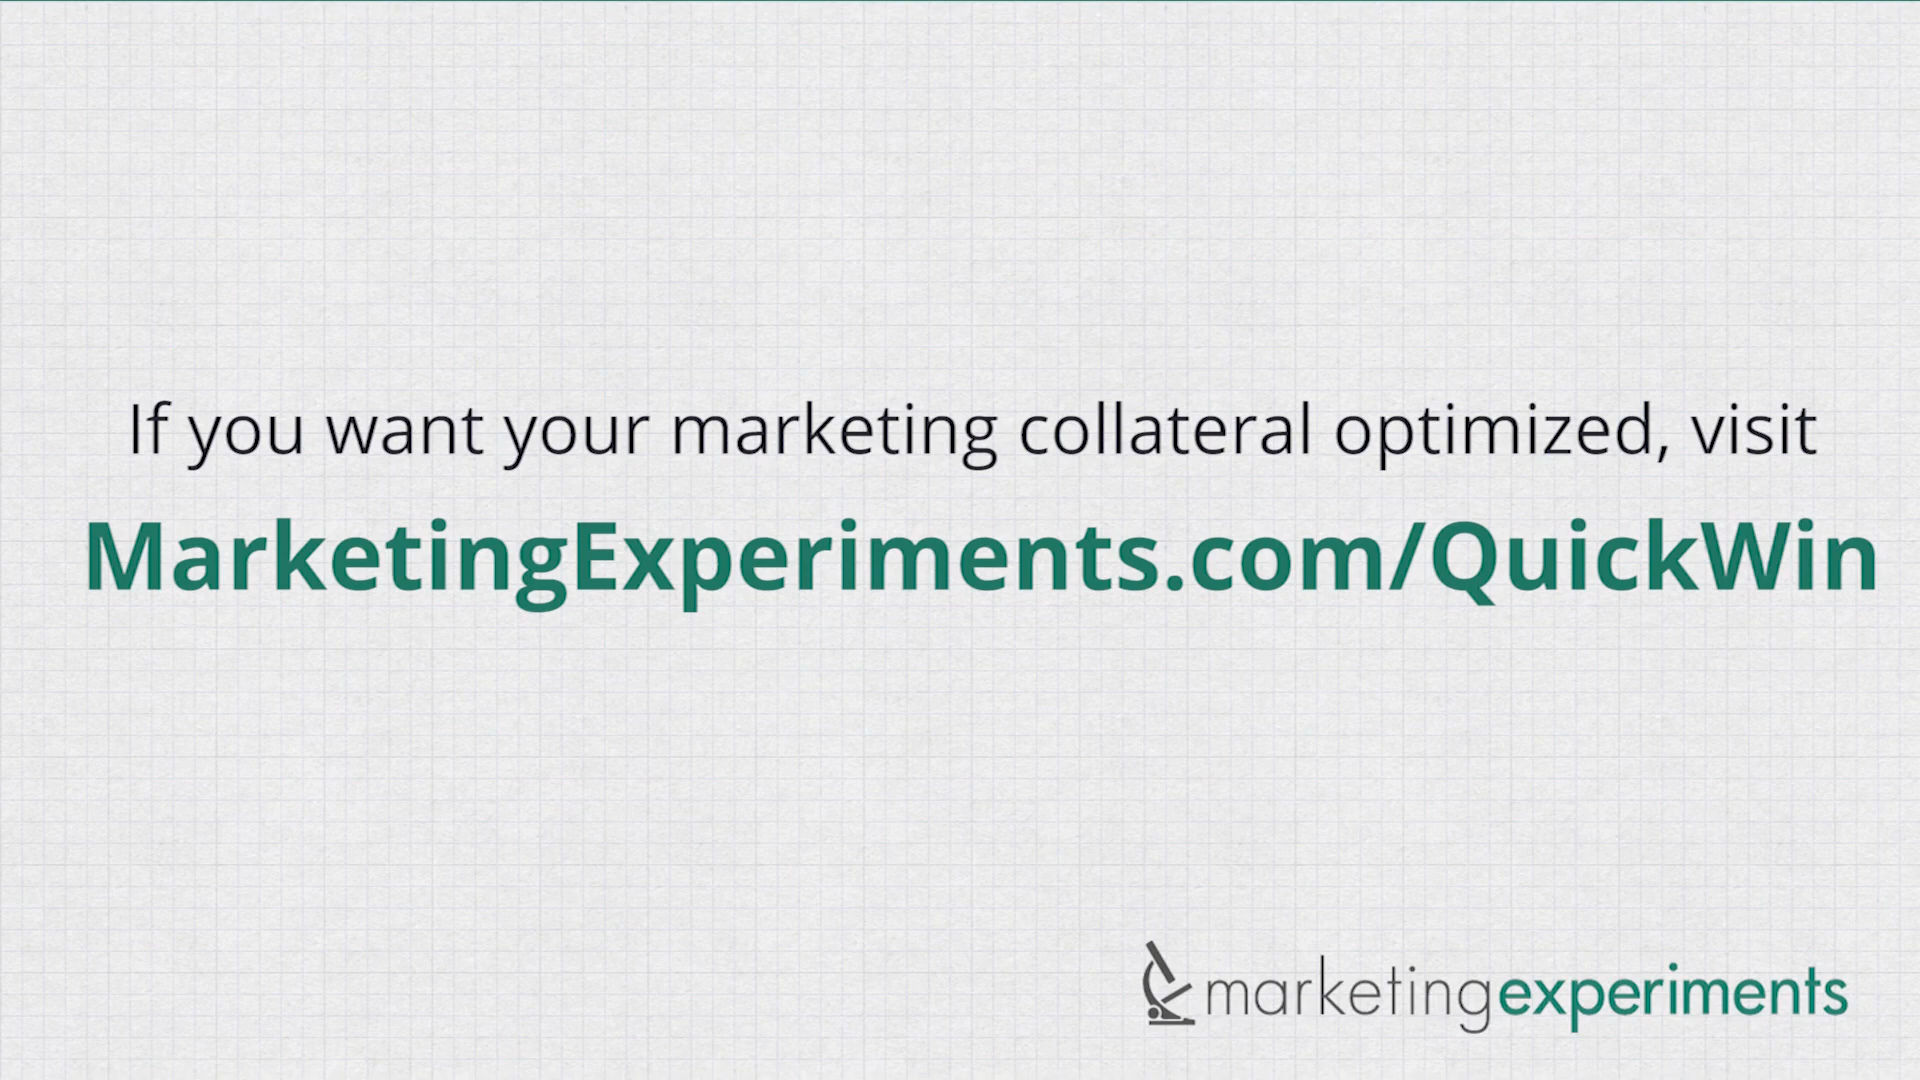 If you want your marketing collateral optimized, visit
MarketingExperiments.com/QuickWin
marketingexperiments